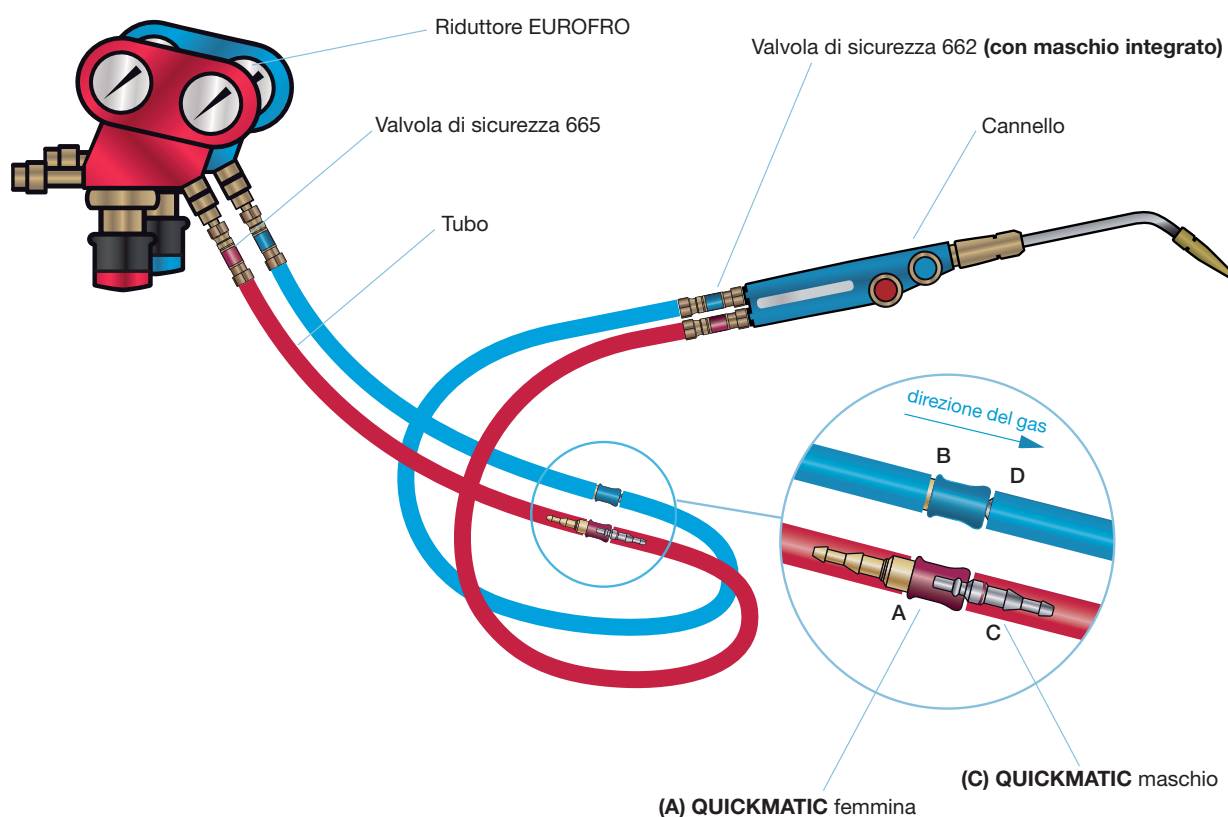 Riduttore EUROFRO
Valvola di sicurezza 662 (con maschio integrato)
Valvola di sicurezza 665
Cannello
Tubo
direzione del gas
B
D
A
C
(C) QUICKMATIC maschio
(A) QUICKMATIC femmina